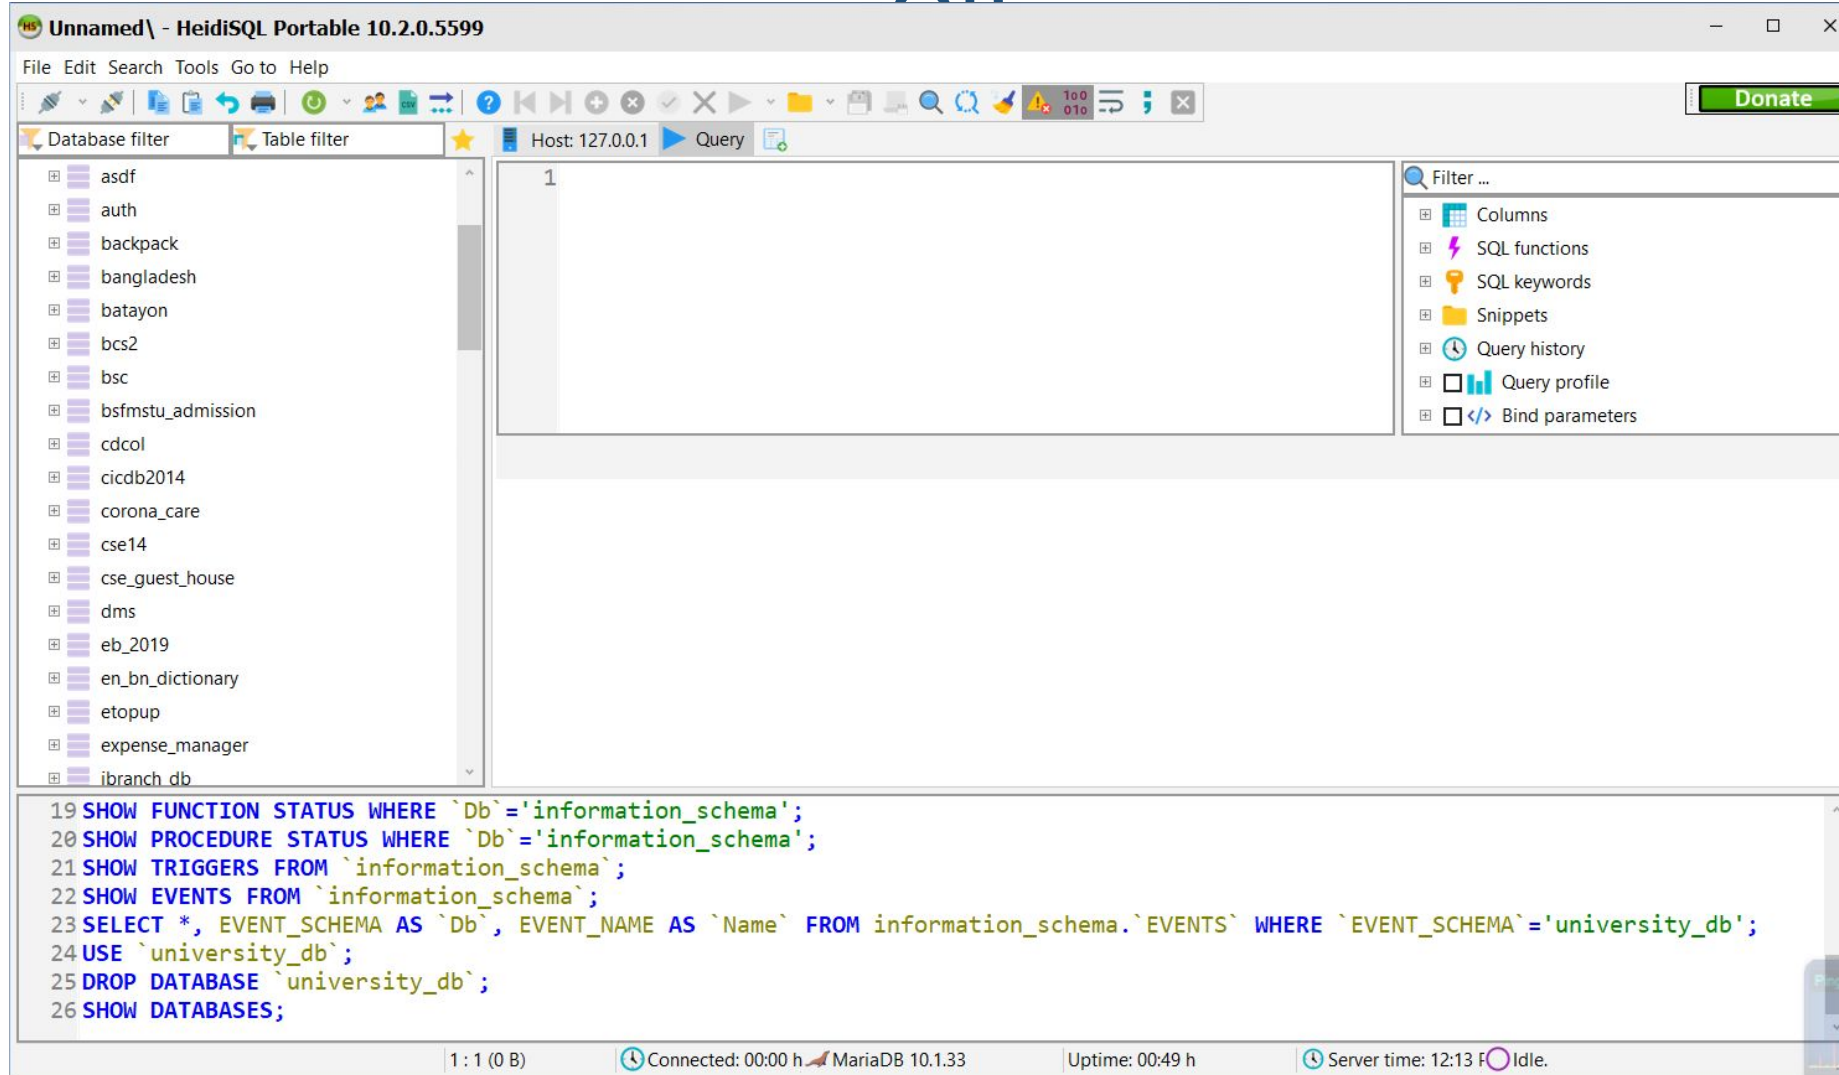 Unnamed\ - HeidiSQL Portable 10.2.0.5599
File Edit Search Tools Go to Help
Donate
Database filter Table filter Host: 127.0.0.1 Query
asdf
auth
backpack
bangladesh
batayon
bcs2
bsc
bsfmstu_admission
cdcol
cicdb2014
corona_care
cse14
cse_guest_house
dms
eb_2019
en_bn_dictionary
etopup
expense_manager
ibranch_db
1
Filter ...
Columns
SQL functions
SQL keywords
Snippets
Query history
Query profile
Bind parameters
19 SHOW FUNCTION STATUS WHERE `Db`='information_schema';
20 SHOW PROCEDURE STATUS WHERE `Db`='information_schema';
21 SHOW TRIGGERS FROM `information_schema`;
22 SHOW EVENTS FROM `information_schema`;
23 SELECT *, EVENT_SCHEMA AS `Db`, EVENT_NAME AS `Name` FROM information_schema.`EVENTS` WHERE `EVENT_SCHEMA`='university_db';
24 USE `university_db`;
25 DROP DATABASE `university_db`;
26 SHOW DATABASES;
1 : 1 (0 B) Connected: 00:00 h MariaDB 10.1.33 Uptime: 00:49 h Server time: 12:13 Idle.